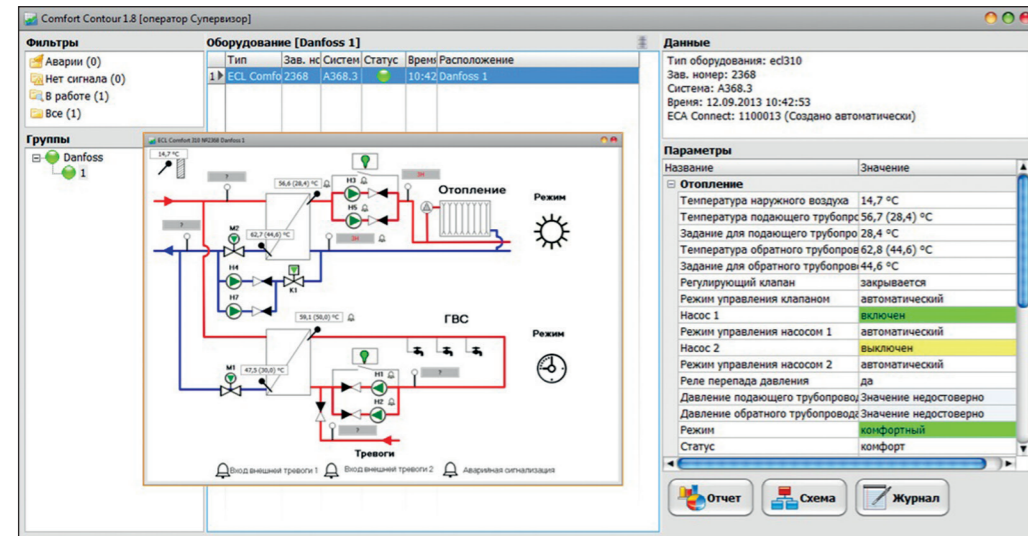 Comfort Contour 1.8 [оператор Супервизор]
Фильтры
Аварии (0)
Нет сигнала (0)
В работе (1)
Все (1)
Группы
Danfoss
1
Оборудование [Danfoss 1]
Тип Зав. нс Систем Статус Время Расположение
1 ECL Comfo 2368 A368.3 10:42 Danfoss 1
ECL Comfort 310 №2368 Danfoss 1
14,7 °C
?
56,6 (28,4) °C
H3
Отопление
Режим
?
H5
M2
62,7 (44,6) °C
H4
K1
H7
59,1 (50,0) °C
ГВС
Режим
M1
47,5 (30,0) °C
H1
?
H2
?
Тревоги
Вход внешней тревоги 1 Вход внешней тревоги 2 Аварийная сигнализация
Данные
Тип оборудования: ecl310
Зав. номер: 2368
Система: A368.3
Время: 12.09.2013 10:42:53
ECA Connect: 1100013 (Создано автоматически)
Параметры
Название Значение
Отопление
Температура наружного воздуха 14,7 °C
Температура подающего трубопрс 56,7 (28,4) °C
Задание для подающего трубопро 28,4 °C
Температура обратного трубопров 62,8 (44,6) °C
Задание для обратного трубопров 44,6 °C
Регулирующий клапан закрывается
Режим управления клапаном автоматический
Насос 1 включен
Режим управления насосом 1 автоматический
Насос 2 выключен
Режим управления насосом 2 автоматический
Реле перепада давления да
Давление подающего трубопровод Значение недостоверно
Давление обратного трубопровода Значение недостоверно
Режим комфортный
Статус комфорт
Отчет Схема Журнал